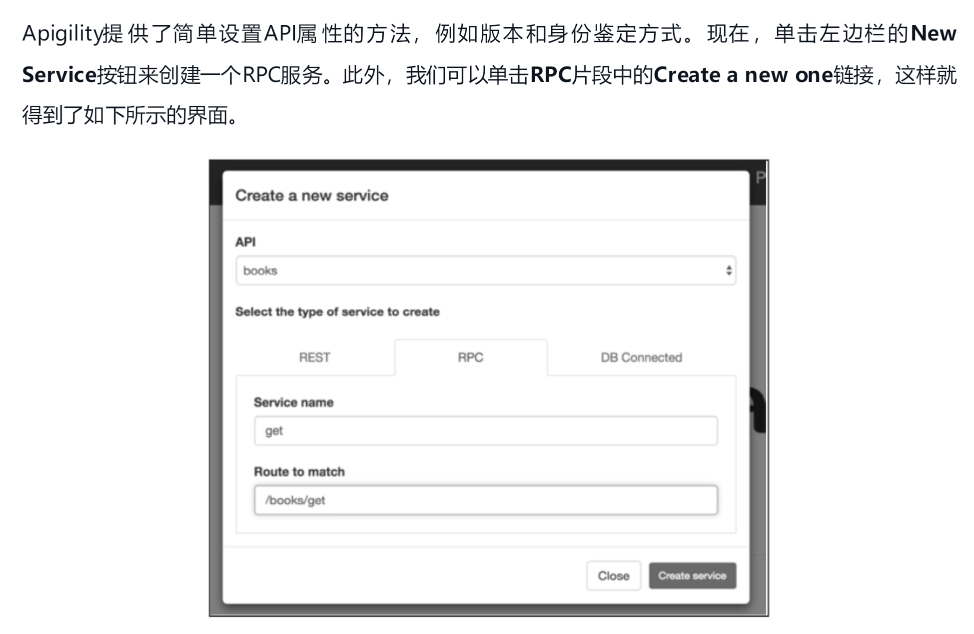 Apigility提供了简单设置API属性的方法，例如版本和身份鉴定方式。现在，单击左边栏的New
Service按钮来创建一个RPC服务。此外，我们可以单击RPC片段中的Create a new one链接，这样就
得到了如下所示的界面。
P
Create a new service
API
books
Select the type of service to create
REST RPC DB Connected
Service name
get
Route to match
/books/get
Close Create service